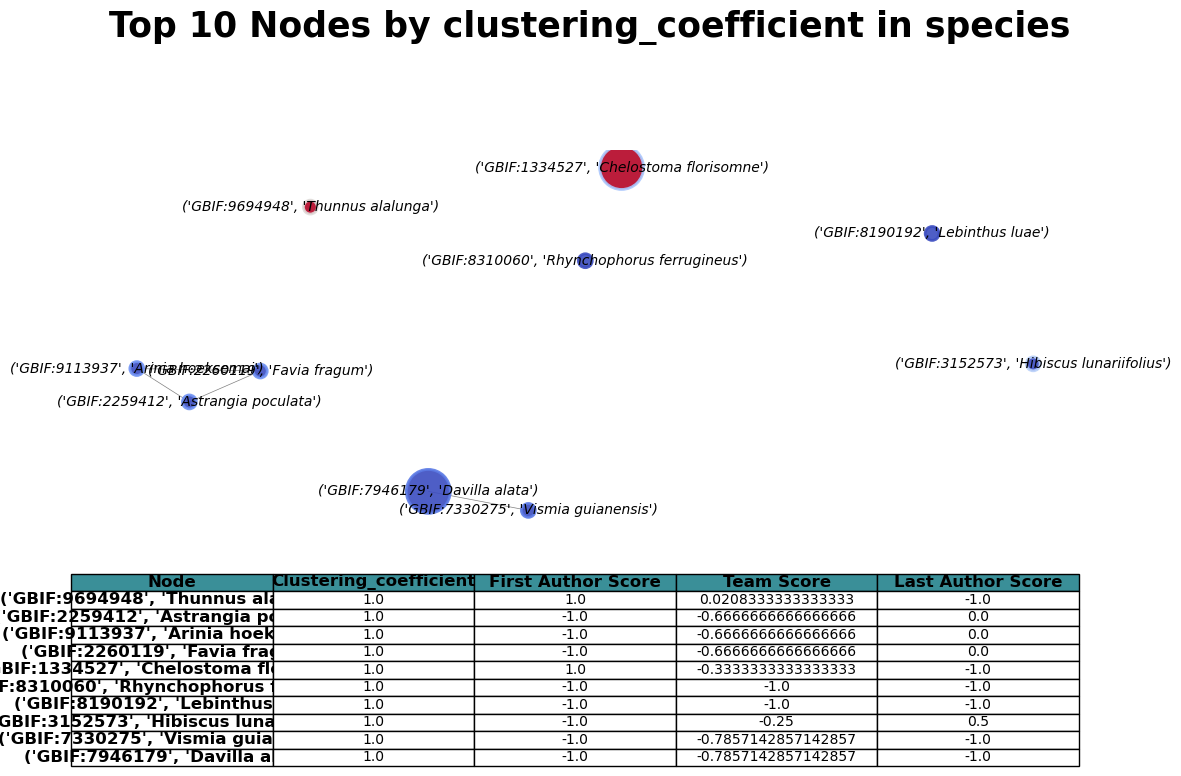 Top 10 Nodes by clustering_coefficient in species
('GBIF:1334527', 'Chelostoma florisomne')
('GBIF:9694948', 'Thunnus alalunga')
('GBIF:8190192', 'Lebinthus luae')
('GBIF:8310060', 'Rhynchophorus ferrugineus')
('GBIF:3152573', 'Hibiscus lunariifolius')
('GBIF:9113937', 'Arinia hoeksemai')
('GBIF:2260119', 'Favia fragum')
('GBIF:2259412', 'Astrangia poculata')
('GBIF:7946179', 'Davilla alata')
('GBIF:7330275', 'Vismia guianensis')
Node Clustering_coefficient First Author Score Team Score Last Author Score
('GBIF:9694948', 'Thunnus ala 1.0 1.0 0.0208333333333333 -1.0
'GBIF:2259412', 'Astrangia po 1.0 -1.0 -0.6666666666666666 0.0
('GBIF:9113937', 'Arinia hoek 1.0 -1.0 -0.6666666666666666 0.0
('GBIF:2260119', 'Favia frag 1.0 -1.0 -0.6666666666666666 0.0
GBIF:1334527', 'Chelostoma flo 1.0 1.0 -0.3333333333333333 -1.0
F:8310060', 'Rhynchophorus f 1.0 -1.0 -1.0 -1.0
('GBIF:8190192', 'Lebinthus 1.0 -1.0 -1.0 -1.0
GBIF:3152573', 'Hibiscus luna 1.0 -1.0 -0.25 0.5
('GBIF:7330275', 'Vismia guia 1.0 -1.0 -0.7857142857142857 -1.0
('GBIF:7946179', 'Davilla a 1.0 -1.0 -0.7857142857142857 -1.0